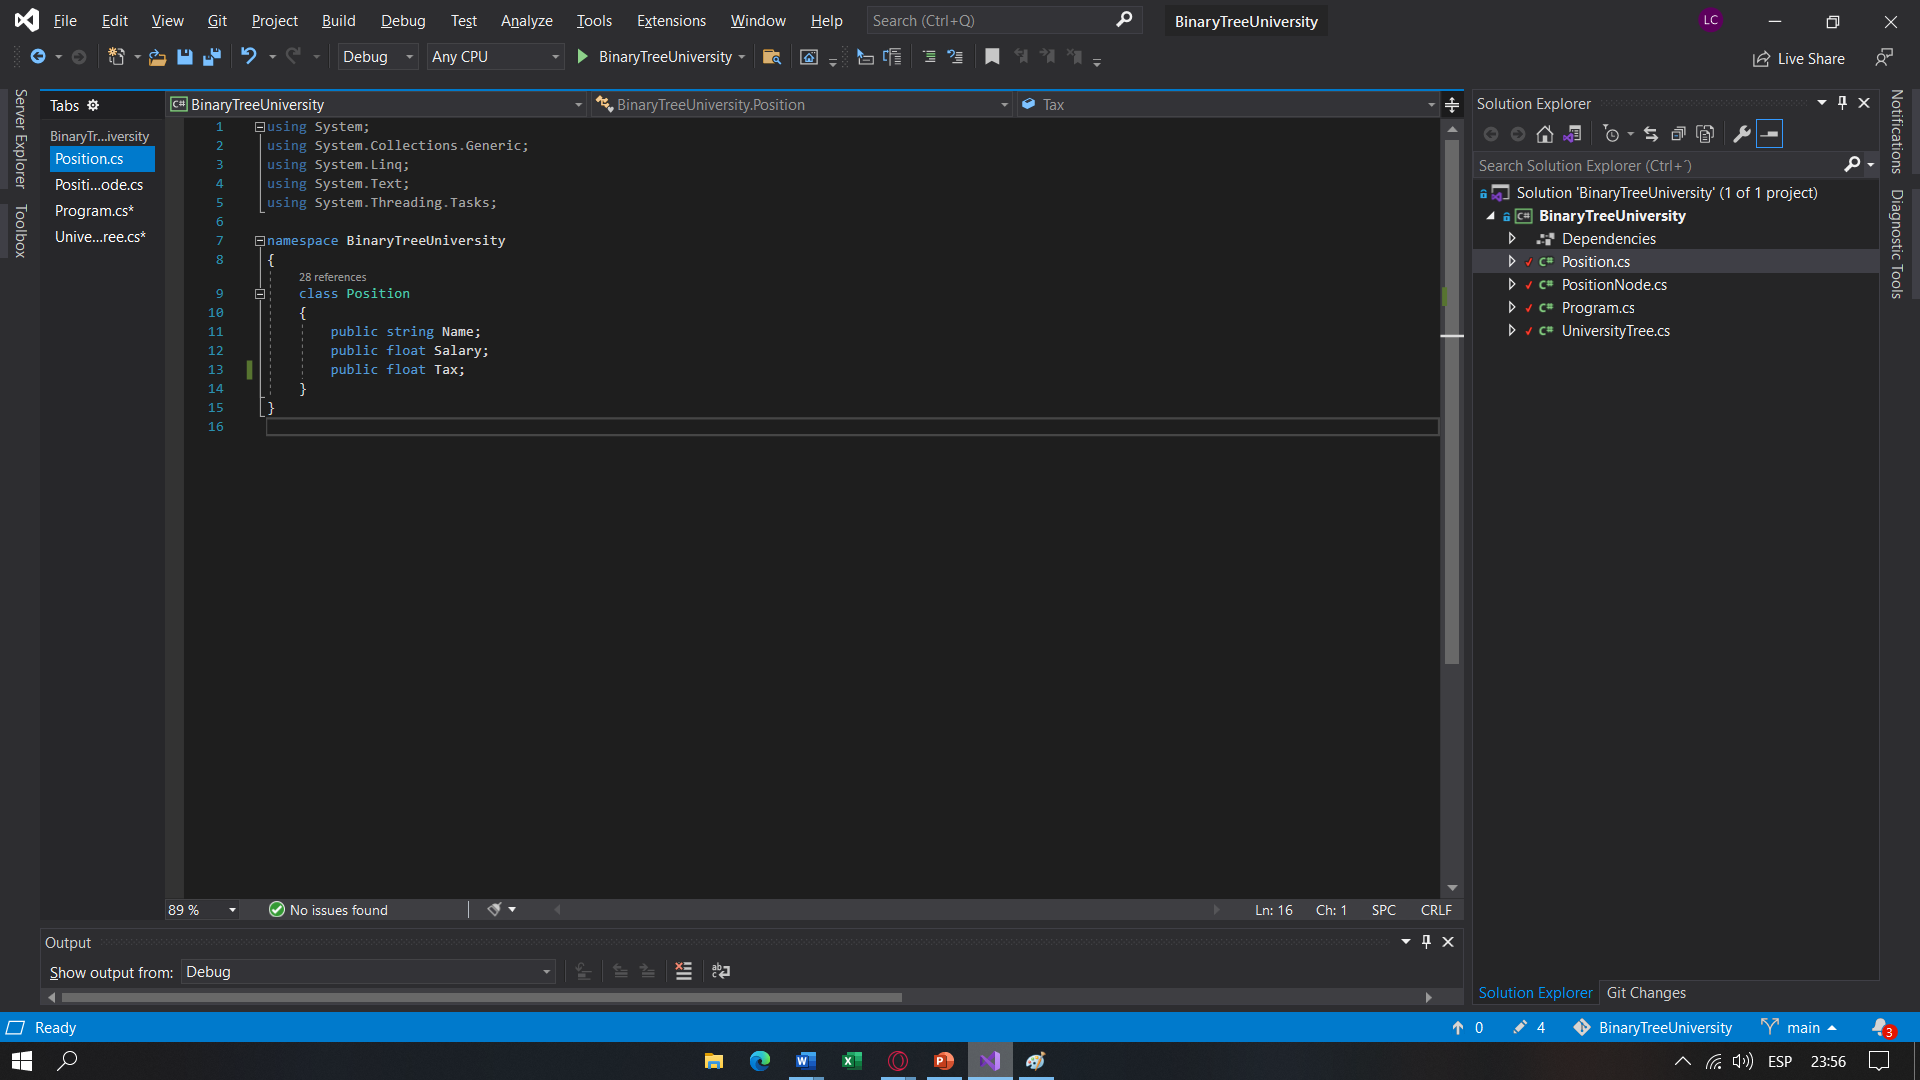 File Edit View Git Project Build Debug Test Analyze Tools Extensions Window Help Search (Ctrl+Q) BinaryTreeUniversity LC
Debug Any CPU BinaryTreeUniversity Live Share
Server Explorer
Toolbox
Tabs
BinaryTr...iversity
Position.cs
Positi...ode.cs
Program.cs*
Unive...ree.cs*
C# BinaryTreeUniversity BinaryTreeUniversity.Position Tax
1 using System;
2 using System.Collections.Generic;
3 using System.Linq;
4 using System.Text;
5 using System.Threading.Tasks;
6
7 namespace BinaryTreeUniversity
8 {
28 references
9 class Position
10 {
11 public string Name;
12 public float Salary;
13 public float Tax;
14 }
15 }
16
89 % No issues found Ln: 16 Ch: 1 SPC CRLF
Output
Show output from: Debug
Solution Explorer
Search Solution Explorer (Ctrl+´)
Solution 'BinaryTreeUniversity' (1 of 1 project)
C# BinaryTreeUniversity
Dependencies
C# Position.cs
C# PositionNode.cs
C# Program.cs
C# UniversityTree.cs
Solution Explorer Git Changes
Notifications
Diagnostic Tools
Ready 0 4 BinaryTreeUniversity main 3
ESP 23:56